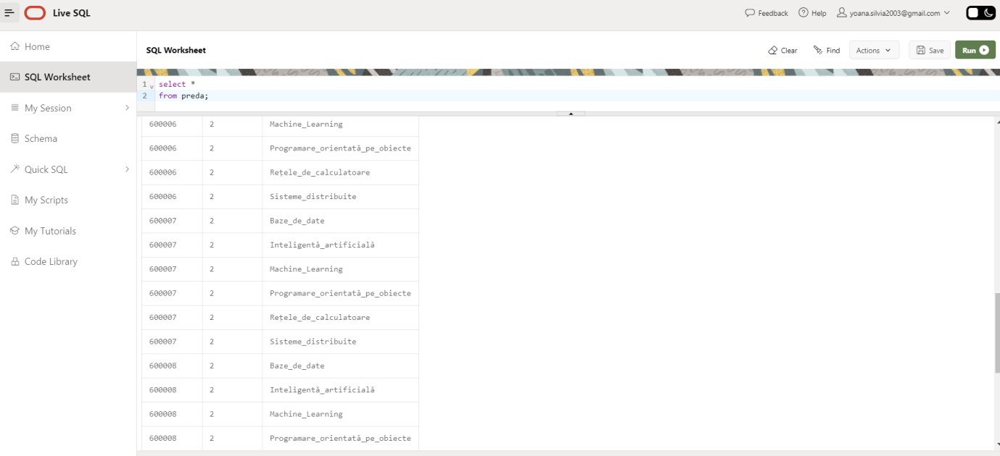 Live SQL
Feedback
Help
yoana.silvia2003@gmail.com
Home
SQL Worksheet
My Session
Schema
Quick SQL
My Scripts
My Tutorials
Code Library
SQL Worksheet
Clear
Find
Actions
Save
Run
1 select *
2 from preda;
600006 2 Machine_Learning
600006 2 Programare_orientată_pe_obiecte
600006 2 Rețele_de_calculatoare
600006 2 Sisteme_distribuite
600007 2 Baze_de_date
600007 2 Inteligentă_artificială
600007 2 Machine_Learning
600007 2 Programare_orientată_pe_obiecte
600007 2 Rețele_de_calculatoare
600007 2 Sisteme_distribuite
600008 2 Baze_de_date
600008 2 Inteligentă_artificială
600008 2 Machine_Learning
600008 2 Programare_orientată_pe_obiecte